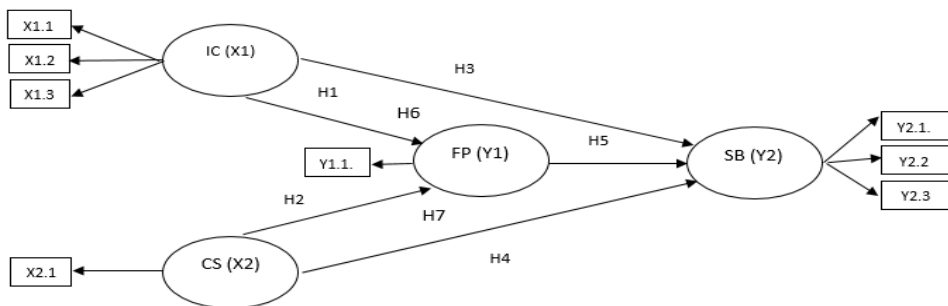 X1.1
IC (X1)
X1.2
H3
X1.3
H1
H6
Y2.1.
FP (Y1)
H5
SB (Y2)
Y1.1.
Y2.2
H2
Y2.3
H7
CS (X2)
H4
X2.1